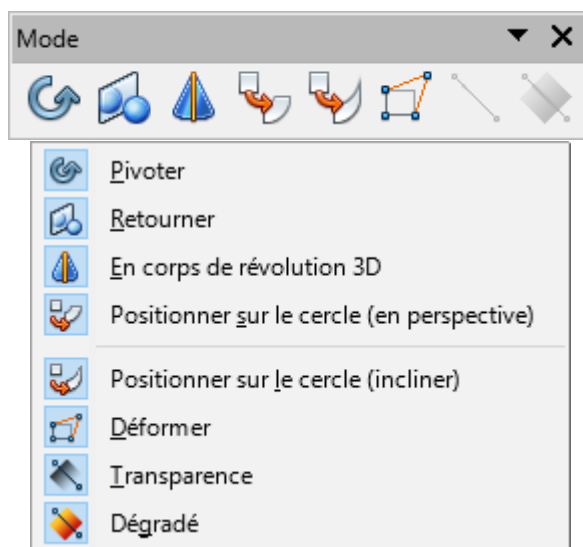 Mode
Pivoter
Retourner
En corps de révolution 3D
Positionner sur le cercle (en perspective)
Positionner sur le cercle (incliner)
Déformer
Transparence
Dégradé